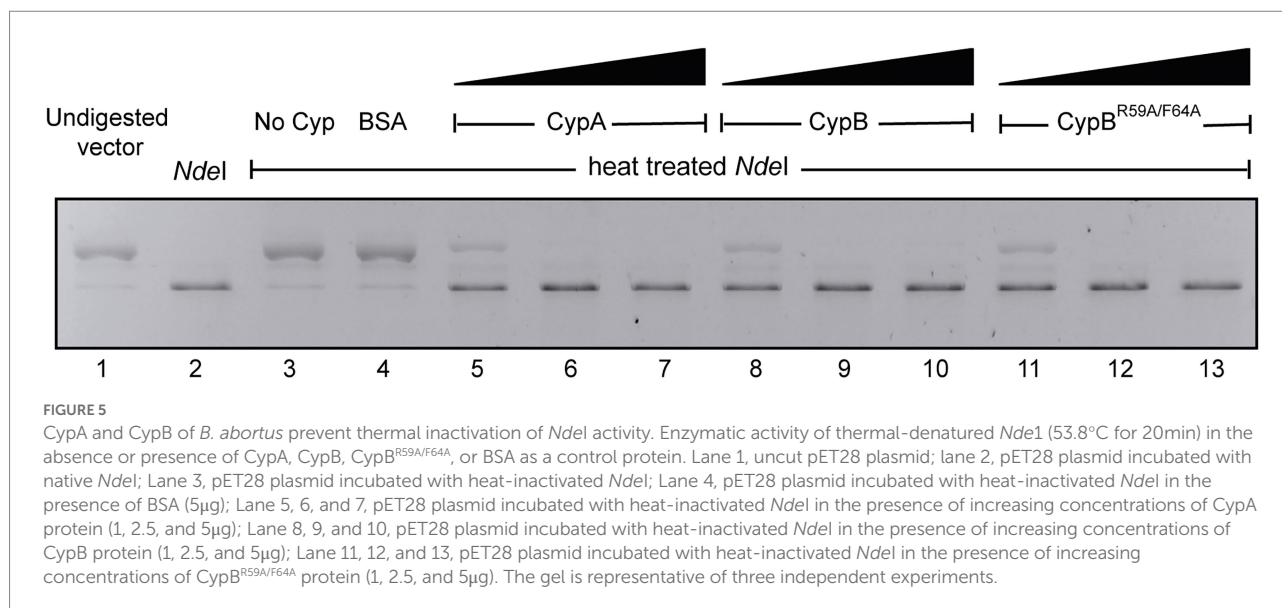 Undigested vector
NdeI
No Cyp BSA CypA CypB CypBR59A/F64A
heat treated NdeI
1 2 3 4 5 6 7 8 9 10 11 12 13
FIGURE 5
CypA and CypB of B. abortus prevent thermal inactivation of NdeI activity. Enzymatic activity of thermal-denatured Nde1 (53.8°C for 20min) in the
absence or presence of CypA, CypB, CypBR59A/F64A, or BSA as a control protein. Lane 1, uncut pET28 plasmid; lane 2, pET28 plasmid incubated with
native NdeI; Lane 3, pET28 plasmid incubated with heat-inactivated NdeI; Lane 4, pET28 plasmid incubated with heat-inactivated NdeI in the
presence of BSA (5μg); Lane 5, 6, and 7, pET28 plasmid incubated with heat-inactivated NdeI in the presence of increasing concentrations of CypA
protein (1, 2.5, and 5μg); Lane 8, 9, and 10, pET28 plasmid incubated with heat-inactivated NdeI in the presence of increasing concentrations of
CypB protein (1, 2.5, and 5μg); Lane 11, 12, and 13, pET28 plasmid incubated with heat-inactivated NdeI in the presence of increasing
concentrations of CypBR59A/F64A protein (1, 2.5, and 5μg). The gel is representative of three independent experiments.